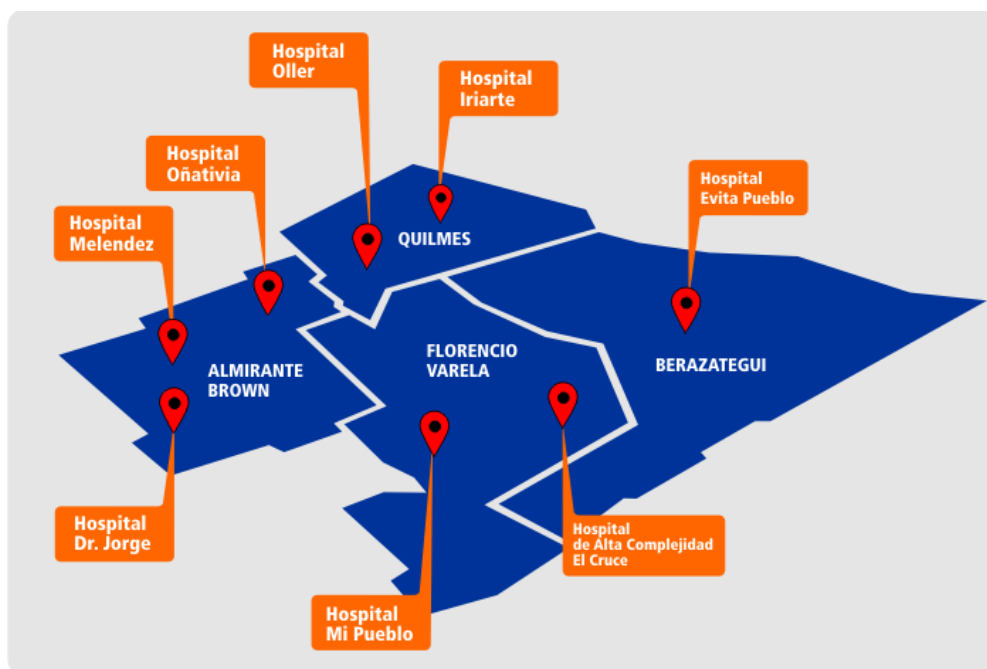 Hospital
Oller
Hospital
Iriarte
Hospital
Oñativia
Hospital
Evita Pueblo
Hospital
Melendez
QUILMES
FLORENCIO
VARELA
BERAZATEGUI
ALMIRANTE
BROWN
Hospital
Dr. Jorge
Hospital
de Alta Complejidad
El Cruce
Hospital
Mi Pueblo